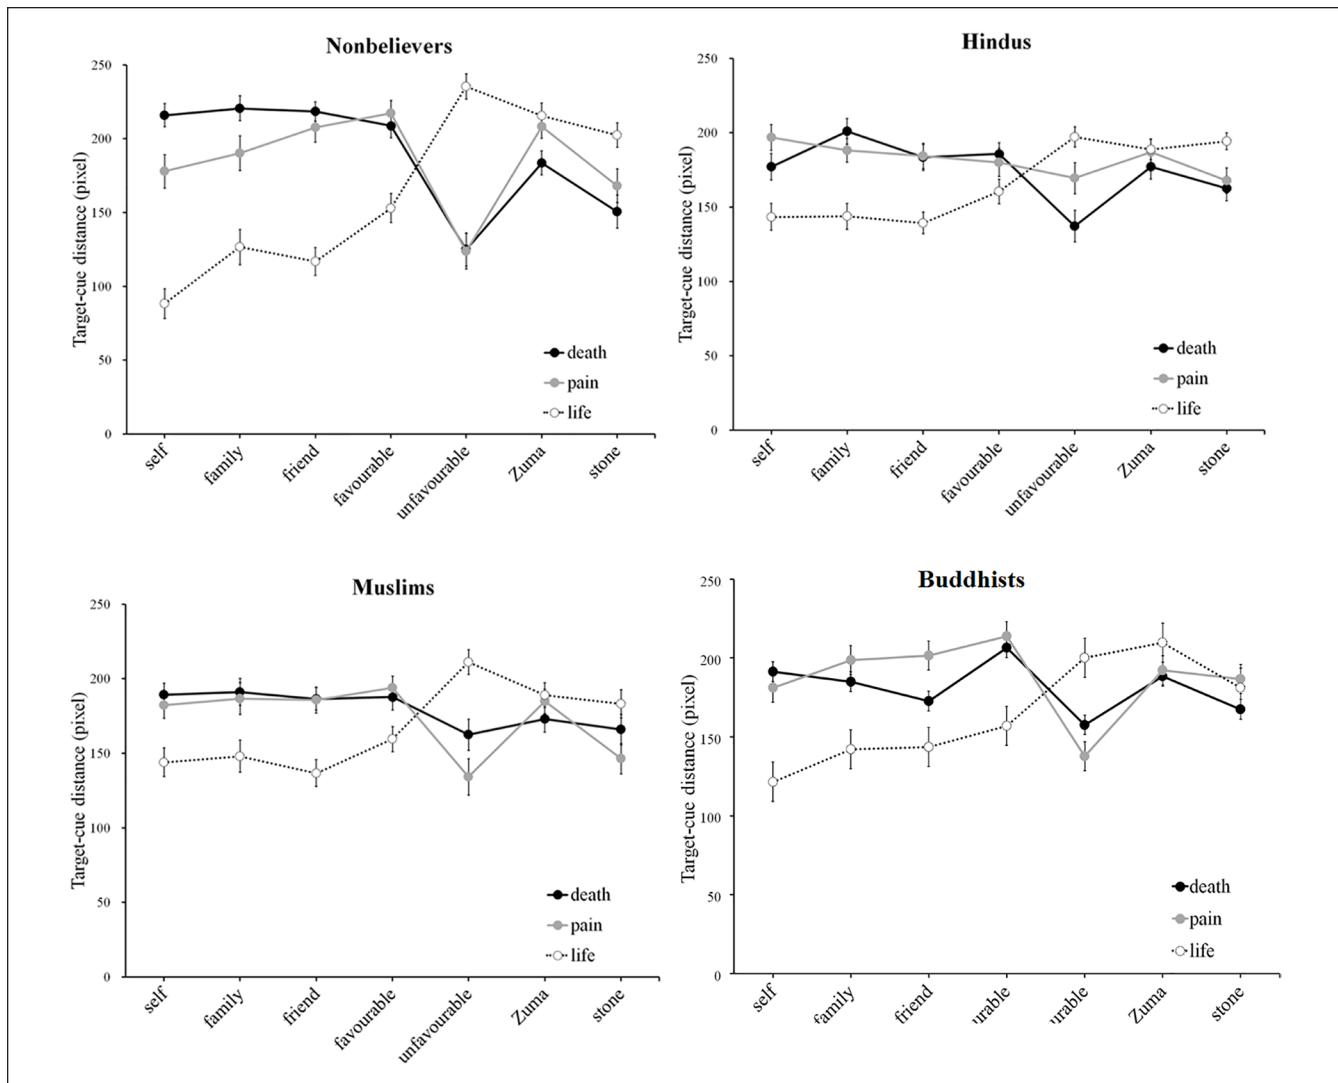 Nonbelievers
250
200
150
100
50
0
Target-cue distance (pixel)
death
pain
life
self
family
friend
favourable
unfavourable
Zuma
stone
Hindus
250
200
150
100
50
0
Target-cue distance (pixel)
death
pain
life
self
family
friend
favourable
unfavourable
Zuma
stone
Muslims
250
200
150
100
50
0
Target-cue distance (pixel)
death
pain
life
self
family
friend
favourable
unfavourable
Zuma
stone
Buddhists
250
200
150
100
50
0
Target-cue distance (pixel)
death
pain
life
self
family
friend
urable
urable
Zuma
stone